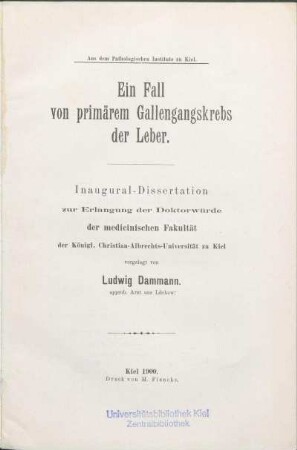 Aus dem Pathologischen Institute zu Kiel.
Ein Fall
von primärem Gallengangskrebs
der Leber.
Inaugural-Dissertation
zur Erlangung der Doktorwürde
der medicinischen Fakultät
der Königl. Christian-Albrechts-Universität zu Kiel
vorgelegt von
Ludwig Dammann,
approb. Arzt aus
Kiel 1900.
Druck von H. Fiencke.
Universitätsbibliothek Kiel
Zentralbibliothek